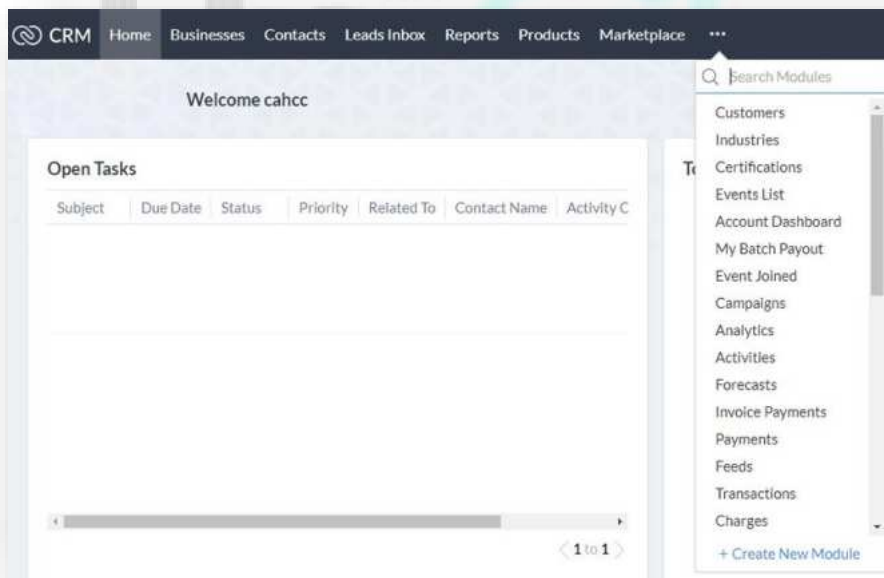 CRM Home Businesses Contacts Leads Inbox Reports Products Marketplace ...
Search Modules
Welcome cahcc
Customers
Industries
Open Tasks
Certifications
Events List
Subject Due Date Status Priority Related To Contact Name Activity C
Account Dashboard
My Batch Payout
Event Joined
Campaigns
Analytics
Activities
Forecasts
Invoice Payments
Payments
Feeds
Transactions
Charges
1 to 1
+ Create New Module